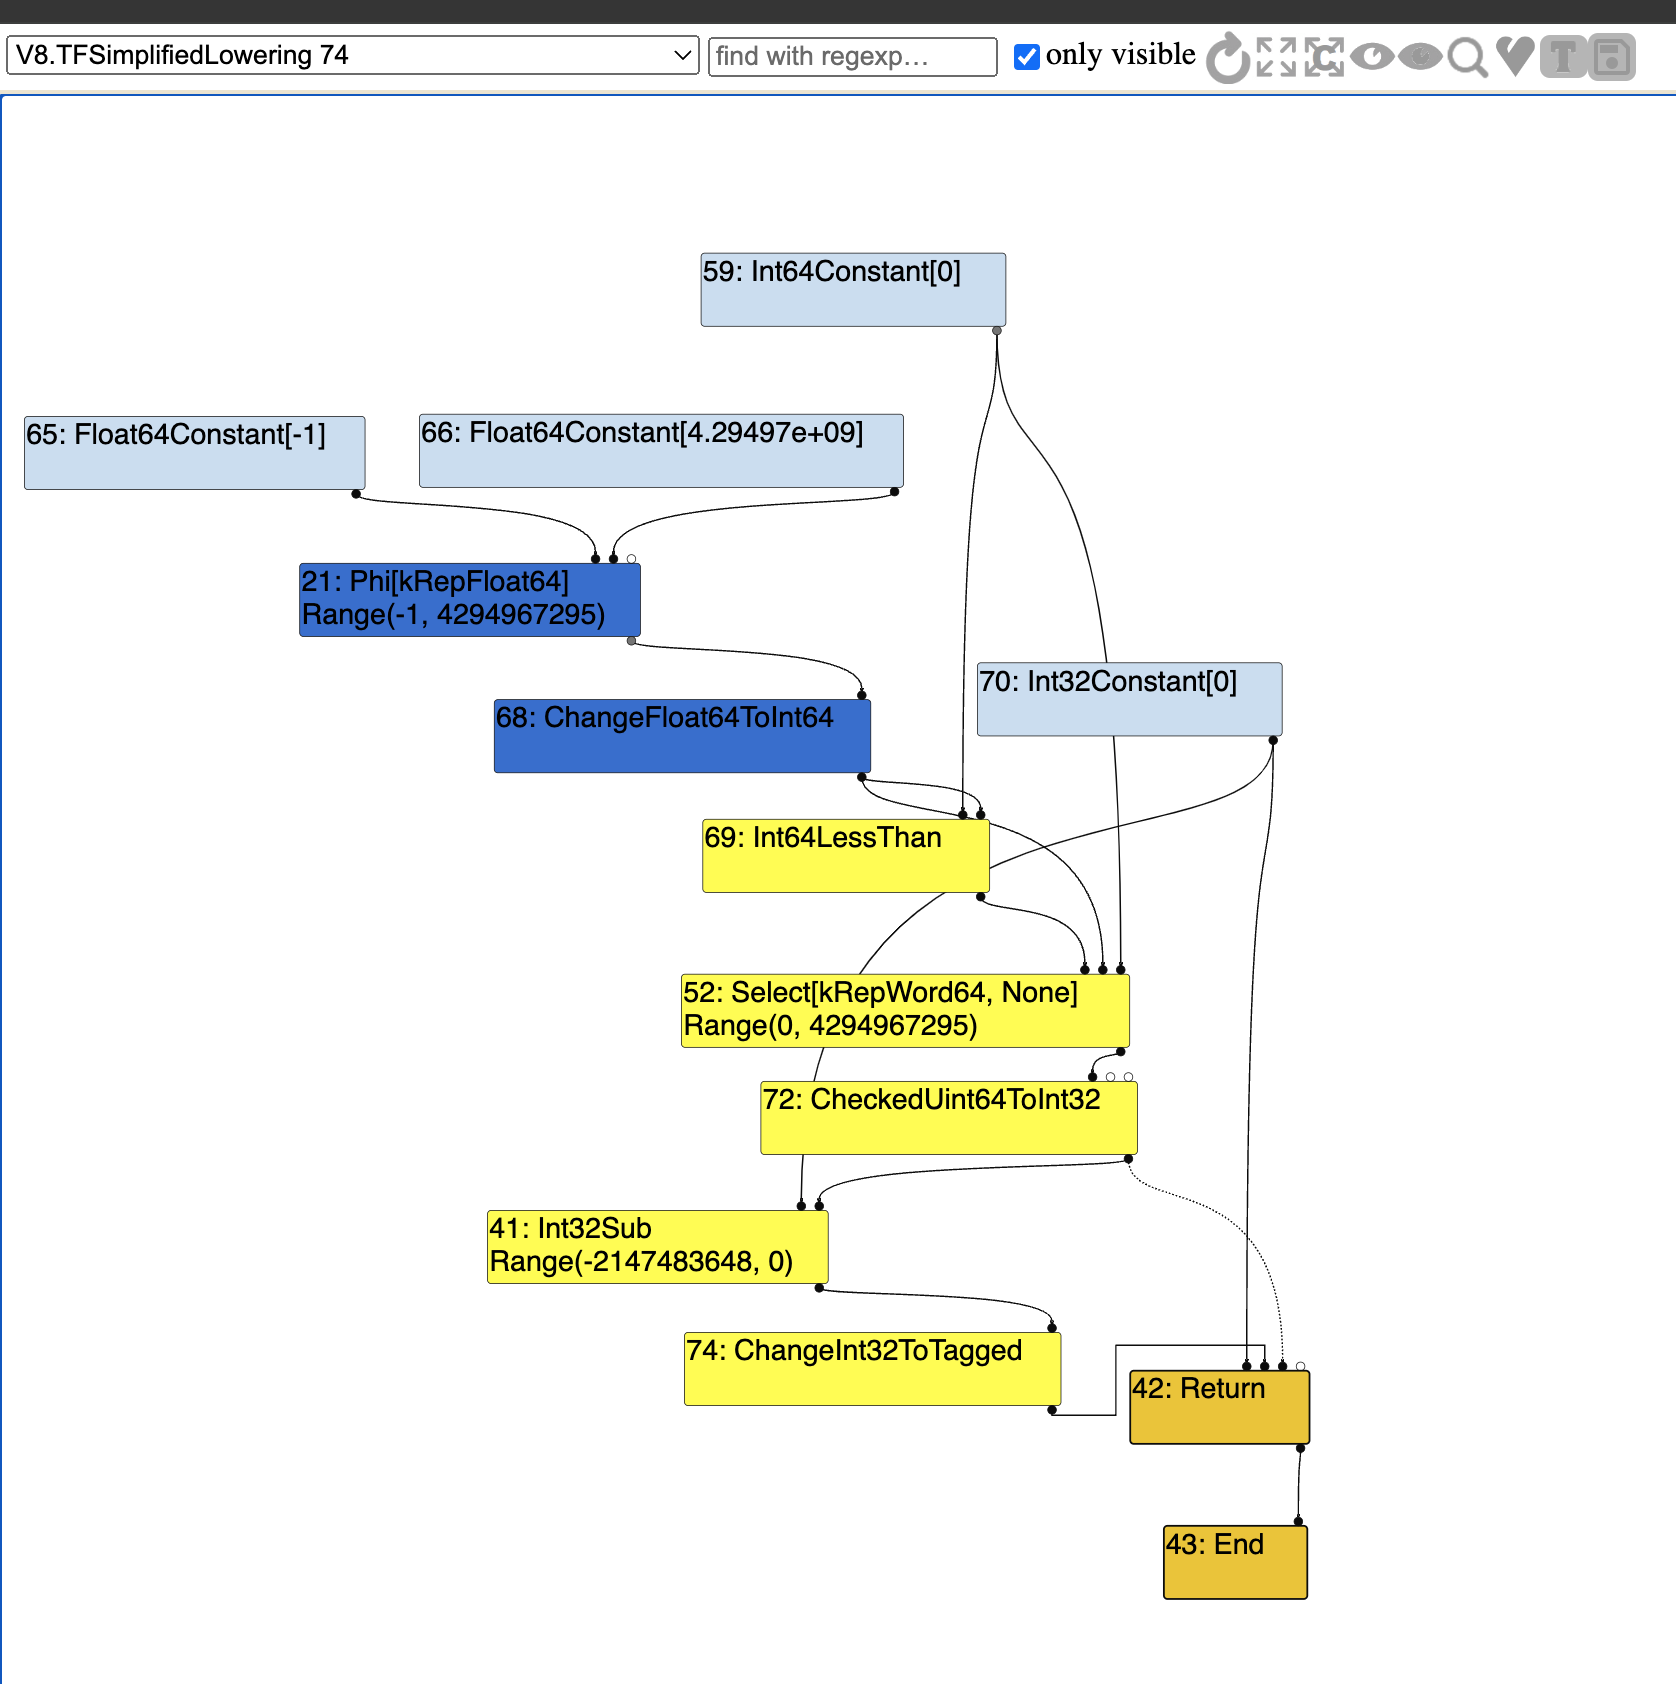 V8.TFSimplifiedLowering 74
find with regexp...
only visible
59: Int64Constant[0]
65: Float64Constant[-1]
66: Float64Constant[4.29497e+09]
21: Phi[kRepFloat64]
Range(-1, 4294967295)
70: Int32Constant[0]
68: ChangeFloat64ToInt64
69: Int64LessThan
52: Select[kRepWord64, None]
Range(0, 4294967295)
72: CheckedUint64ToInt32
41: Int32Sub
Range(-2147483648, 0)
74: ChangeInt32ToTagged
42: Return
43: End